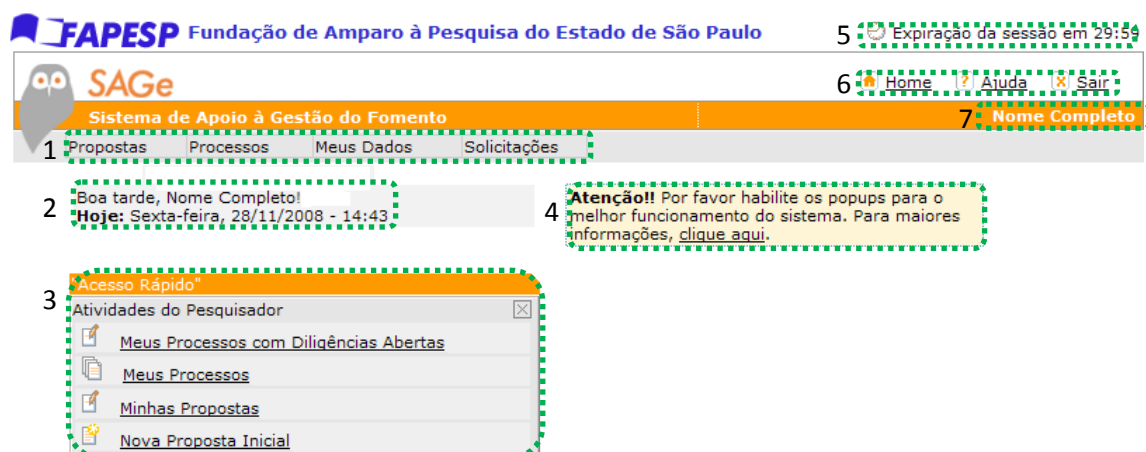 FAPESP Fundação de Amparo à Pesquisa do Estado de São Paulo
5 Expiração da sessão em 29:59
SAGe
6 Home Ajuda Sair
Sistema de Apoio à Gestão do Fomento
7 Nome Completo
1 Propostas Processos Meus Dados Solicitações
2 Boa tarde, Nome Completo!
Hoje: Sexta-feira, 28/11/2008 - 14:43
4 Atenção!! Por favor habilite os popups para o
melhor funcionamento do sistema. Para maiores
informações, clique aqui.
3 "Acesso Rápido"
Atividades do Pesquisador
Meus Processos com Diligências Abertas
Meus Processos
Minhas Propostas
Nova Proposta Inicial